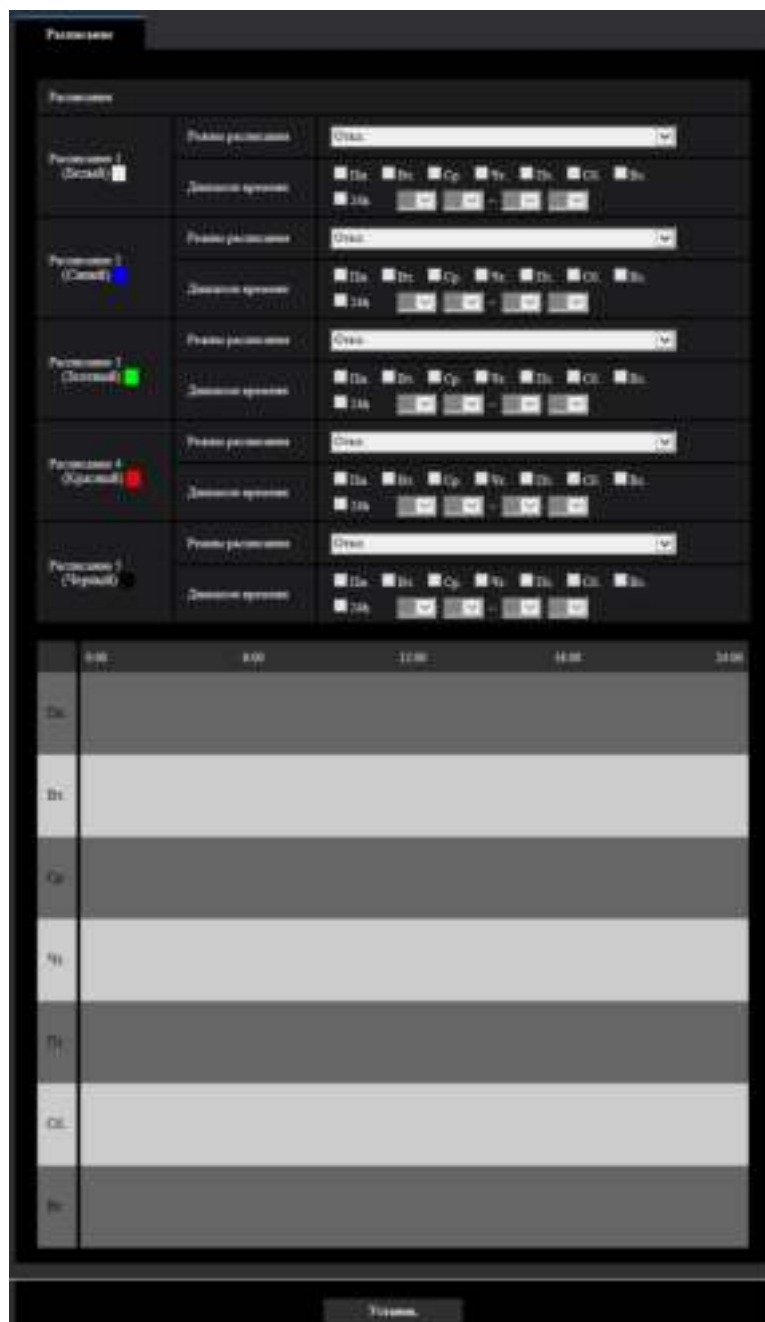 Расписание
Расписание
Расписание 1
(Белый)
Режим расписания
Откл.
Диапазон времени
Пн. Вт. Ср. Чт. Пт. Сб. Вс.
24h -
Расписание 2
(Синий)
Режим расписания
Откл.
Диапазон времени
Пн. Вт. Ср. Чт. Пт. Сб. Вс.
24h -
Расписание 3
(Зеленый)
Режим расписания
Откл.
Диапазон времени
Пн. Вт. Ср. Чт. Пт. Сб. Вс.
24h -
Расписание 4
(Красный)
Режим расписания
Откл.
Диапазон времени
Пн. Вт. Ср. Чт. Пт. Сб. Вс.
24h -
Расписание 5
(Черный)
Режим расписания
Откл.
Диапазон времени
Пн. Вт. Ср. Чт. Пт. Сб. Вс.
24h -
0:00 12:00 18:00 24:00
Пн.
Вт.
Ср.
Чт.
Пт.
Сб.
Вс.
Установ.